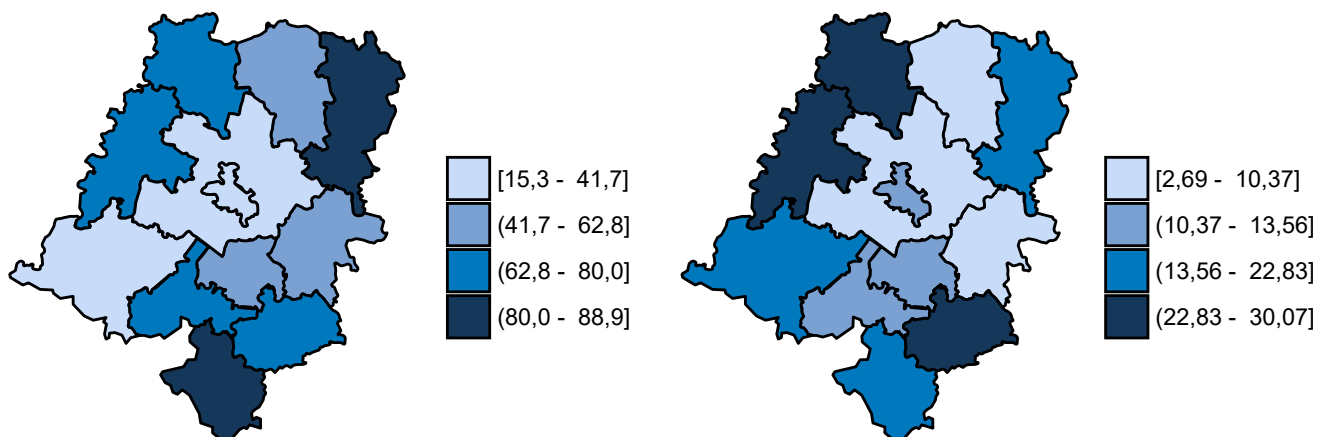 [15,3 - 41,7]
(41,7 - 62,8]
(62,8 - 80,0]
(80,0 - 88,9]
[2,69 - 10,37]
(10,37 - 13,56]
(13,56 - 22,83]
(22,83 - 30,07]